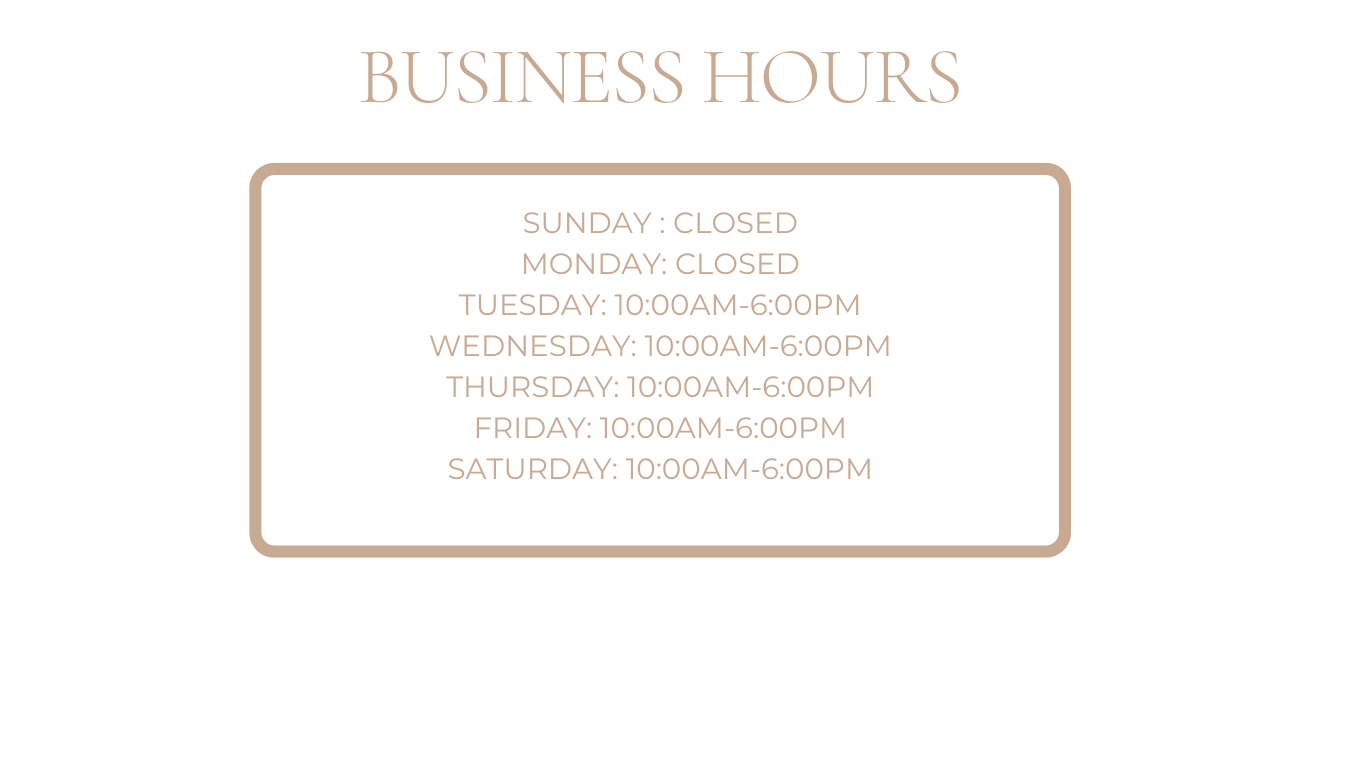 BUSINESS HOURS
SUNDAY : CLOSED
MONDAY: CLOSED
TUESDAY: 10:00AM-6:00PM
WEDNESDAY: 10:00AM-6:00PM
THURSDAY: 10:00AM-6:00PM
FRIDAY: 10:00AM-6:00PM
SATURDAY: 10:00AM-6:00PM